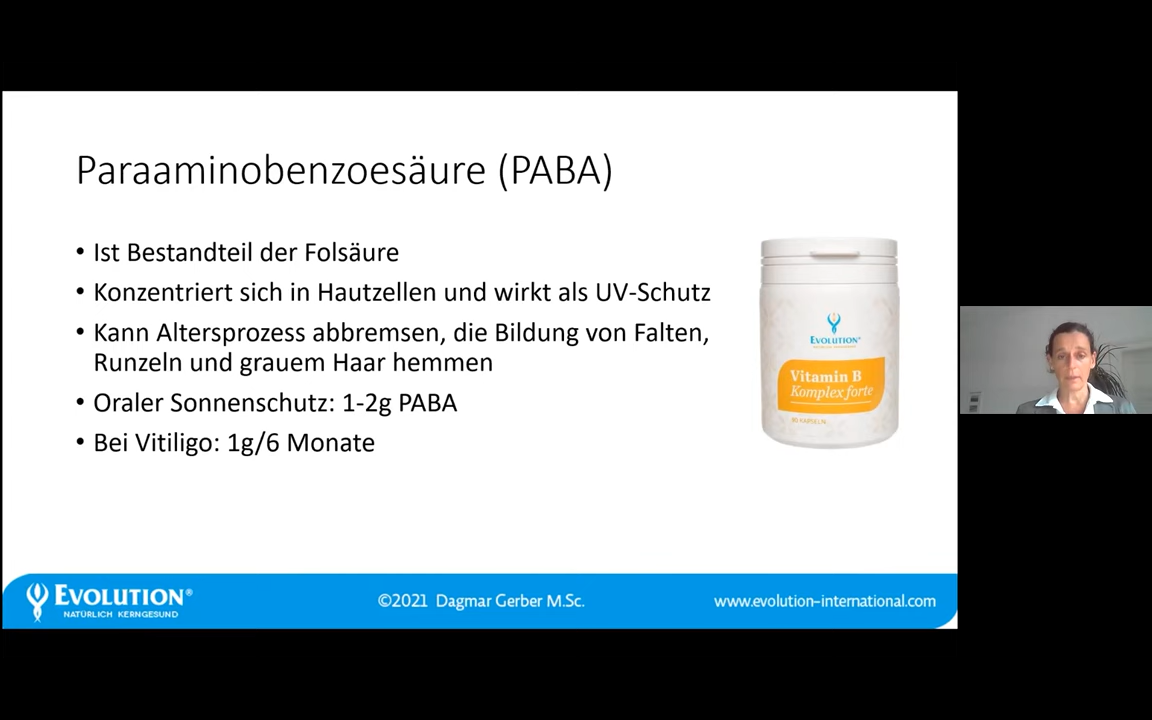 Paraaminobenzoesäure (PABA)
• Ist Bestandteil der Folsäure
• Konzentriert sich in Hautzellen und wirkt als UV-Schutz
• Kann Altersprozess abbremsen, die Bildung von Falten,
Runzeln und grauem Haar hemmen
• Oraler Sonnenschutz: 1-2g PABA
• Bei Vitiligo: 1g/6 Monate
EVOLUTION®
Vitamin B
Komplex forte
KAPSELN
EVOLUTION®
NATÜRLICH KERNGESUND
©2021 Dagmar Gerber M.Sc.
www.evolution-international.com